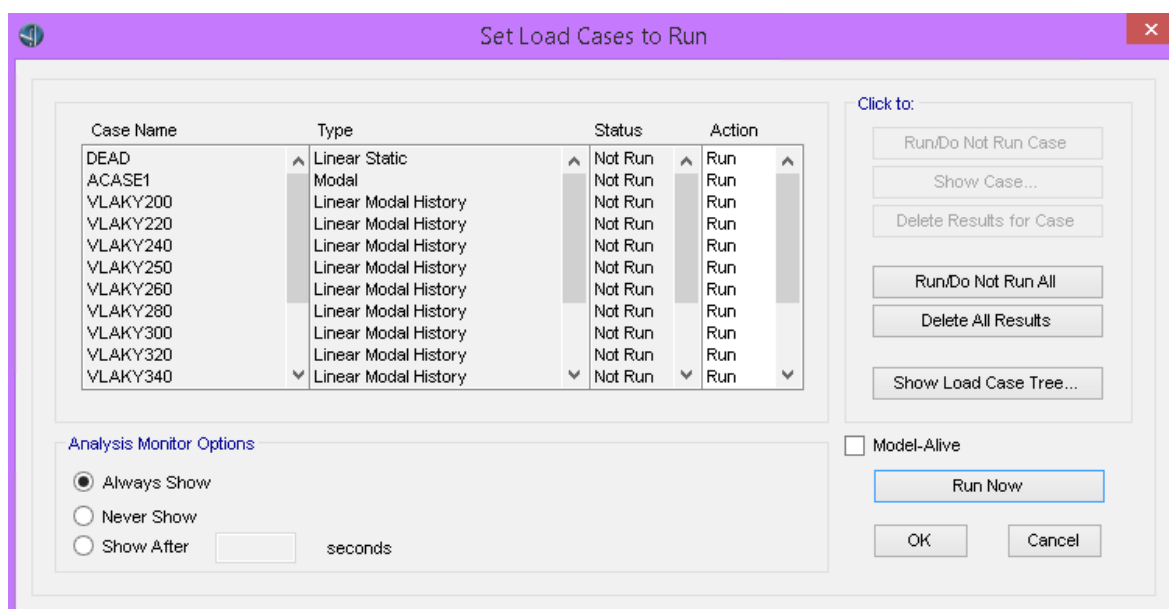 Set Load Cases to Run
Click to:
Case Name Type Status Action
DEAD Linear Static Not Run Run
ACASE1 Modal Not Run Run
VLAKY200 Linear Modal History Not Run Run
VLAKY220 Linear Modal History Not Run Run
VLAKY240 Linear Modal History Not Run Run
VLAKY250 Linear Modal History Not Run Run
VLAKY260 Linear Modal History Not Run Run
VLAKY280 Linear Modal History Not Run Run
VLAKY300 Linear Modal History Not Run Run
VLAKY320 Linear Modal History Not Run Run
VLAKY340 Linear Modal History Not Run Run
Run/Do Not Run Case
Show Case...
Delete Results for Case
Run/Do Not Run All
Delete All Results
Show Load Case Tree...
Analysis Monitor Options
Always Show
Never Show
Show After seconds
Model-Alive
Run Now
OK Cancel